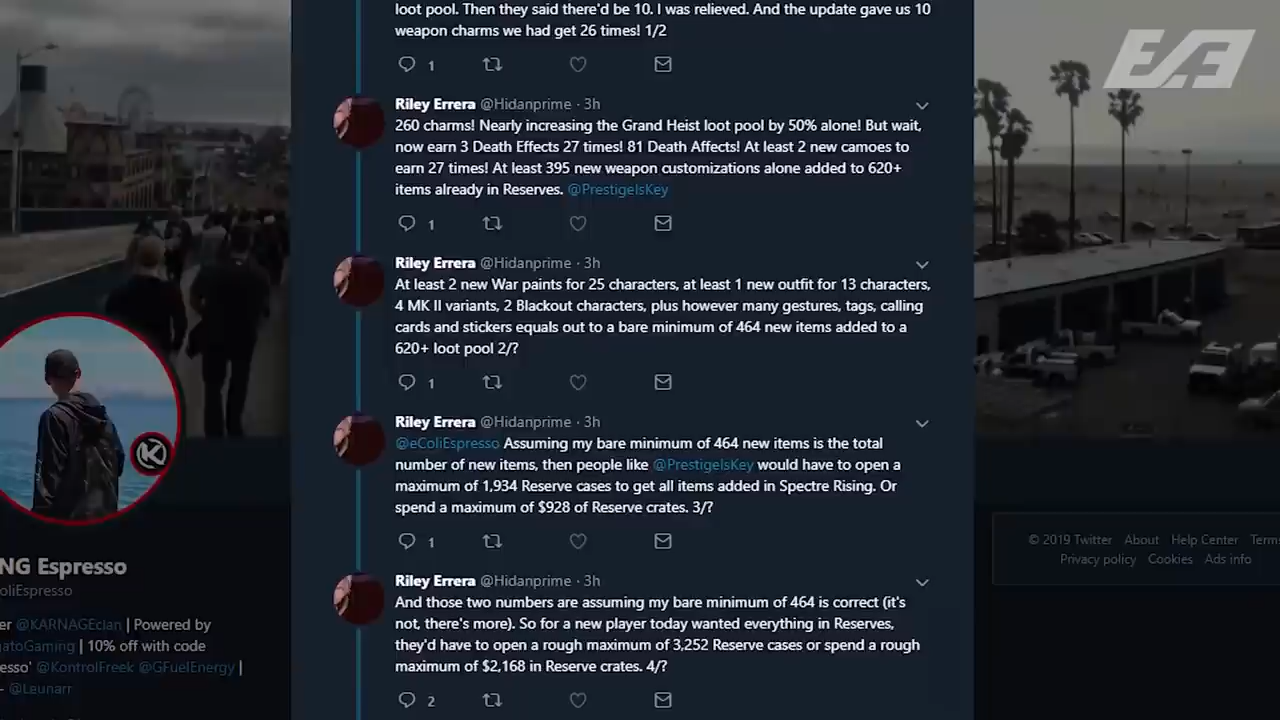 loot pool. Then they said there'd be 10. I was relieved. And the update gave us 10
weapon charms we had get 26 times! 1/2
1
Riley Errera @Hidanprime · 3h
260 charms! Nearly increasing the Grand Heist loot pool by 50% alone! But wait,
now earn 3 Death Effects 27 times! 81 Death Affects! At least 2 new camoes to
earn 27 times! At least 395 new weapon customizations alone added to 620+
items already in Reserves. @PrestigeIsKey
1
Riley Errera @Hidanprime · 3h
At least 2 new War paints for 25 characters, at least 1 new outfit for 13 characters,
4 MK II variants, 2 Blackout characters, plus however many gestures, tags, calling
cards and stickers equals out to a bare minimum of 464 new items added to a
620+ loot pool 2/?
1
Riley Errera @Hidanprime · 3h
@eColiEspresso Assuming my bare minimum of 464 new items is the total
number of new items, then people like @PrestigeIsKey would have to open a
maximum of 1,934 Reserve cases to get all items added in Spectre Rising. Or
spend a maximum of $928 of Reserve crates. 3/?
1
Riley Errera @Hidanprime · 3h
And those two numbers are assuming my bare minimum of 464 is correct (it's
not, there's more). So for a new player today wanted everything in Reserves,
they'd have to open a rough maximum of 3,252 Reserve cases or spend a rough
maximum of $2,168 in Reserve crates. 4/?
2
NG Espresso
oliEspresso
er @KARNAGEclan | Powered by
atoGaming | 10% off with code
esso' @KontrolFreek @GFuelEnergy |
- @Leunarr
© 2019 Twitter About Help Center Terms
Privacy policy Cookies Ads info